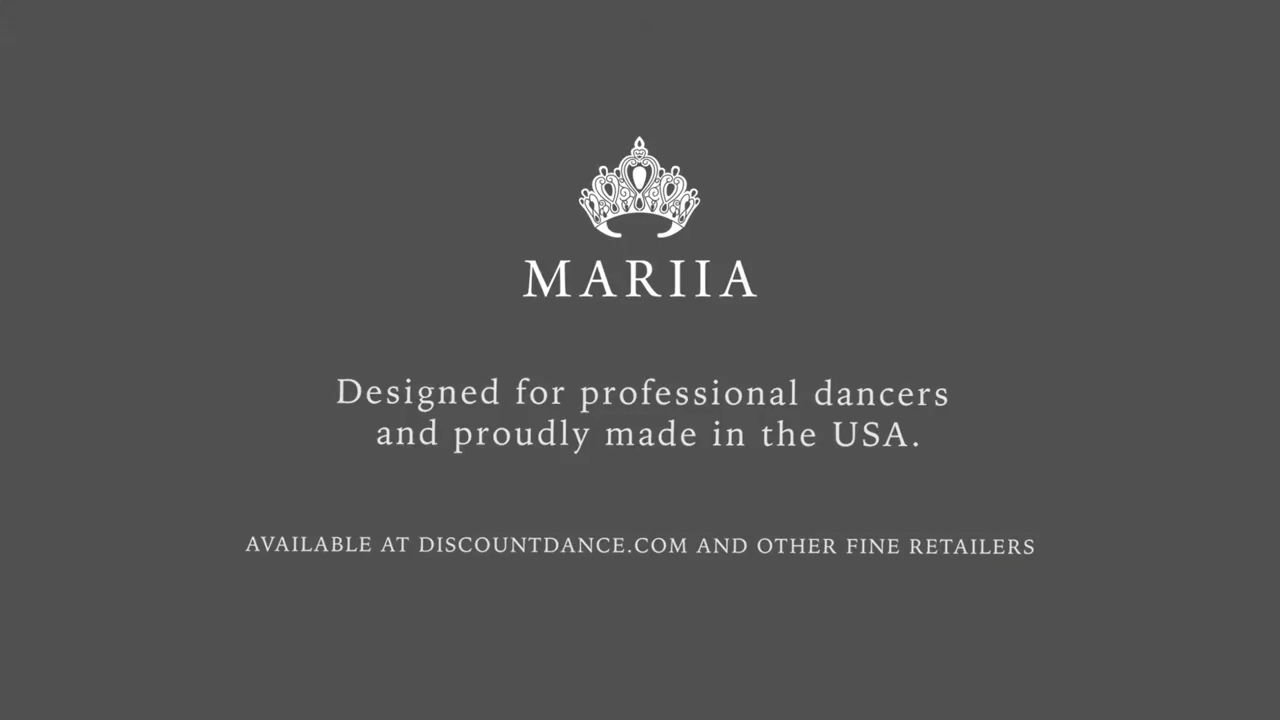 MARIIA
Designed for professional dancers
and proudly made in the USA.
AVAILABLE AT DISCOUNTDANCE.COM AND OTHER FINE RETAILERS